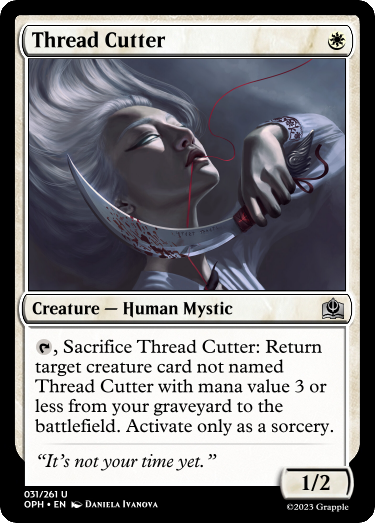 Thread Cutter
Creature — Human Mystic
, Sacrifice Thread Cutter: Return
target creature card not named
Thread Cutter with mana value 3 or
less from your graveyard to the
battlefield. Activate only as a sorcery.
“It’s not your time yet.”
1/2
031/261 U
OPH • EN Daniela Ivanova
©2023 Grapple